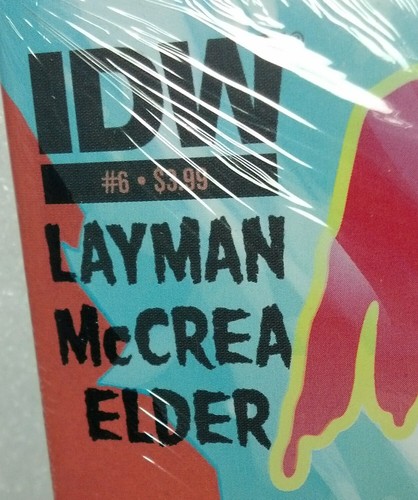 IDW
#6 • $3.99
LAYMAN
McCREA
ELDER